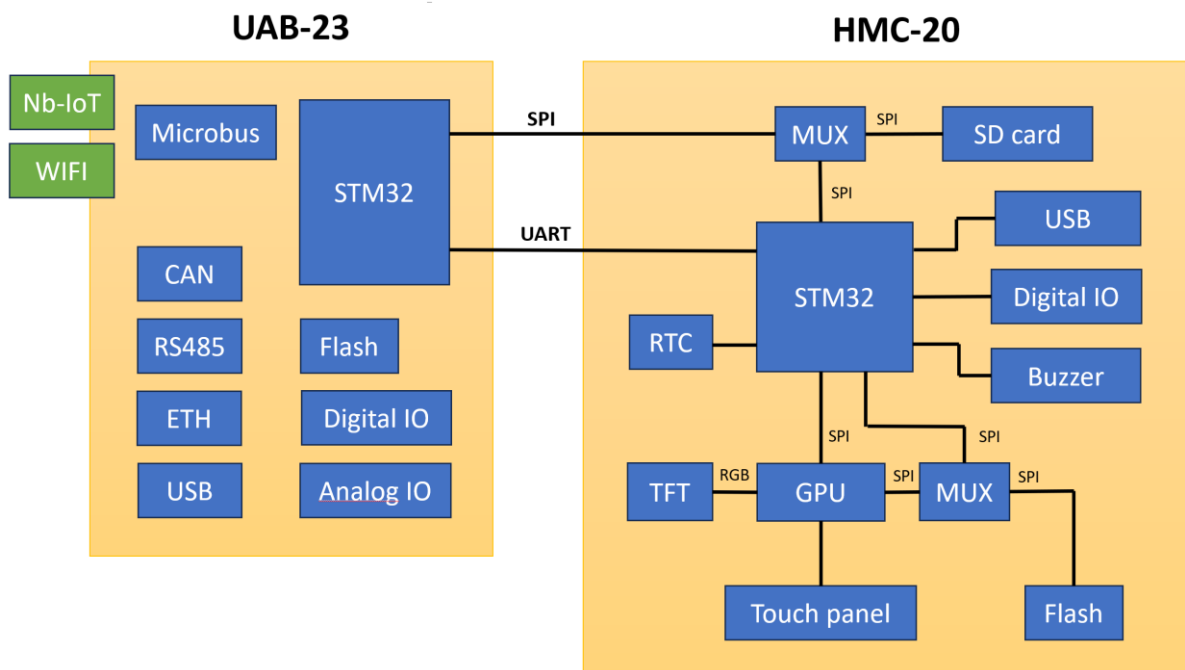 UAB-23
HMC-20
Nb-IoT
WIFI
Microbus
STM32
CAN
RS485
Flash
ETH
Digital IO
USB
Analog IO
SPI
UART
MUX
SPI
SD card
SPI
USB
STM32
Digital IO
RTC
Buzzer
SPI
SPI
TFT
RGB
GPU
SPI
MUX
SPI
Touch panel
Flash